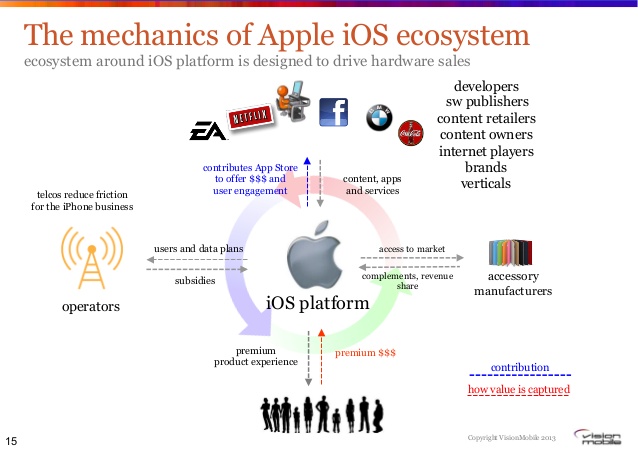 The mechanics of Apple iOS ecosystem
ecosystem around iOS platform is designed to drive hardware sales
EA
NETFLIX
f
BMW
Coca-Cola
developers
sw publishers
content retailers
content owners
internet players
brands
verticals
contributes App Store
to offer $$$ and
user engagement
content, apps
and services
telcos reduce friction
for the iPhone business
users and data plans
subsidies
operators
iOS platform
access to market
complements, revenue
share
accessory
manufacturers
premium
product experience
premium $$$
contribution
how value is captured
15
Copyright VisionMobile 2013
vision
mobile